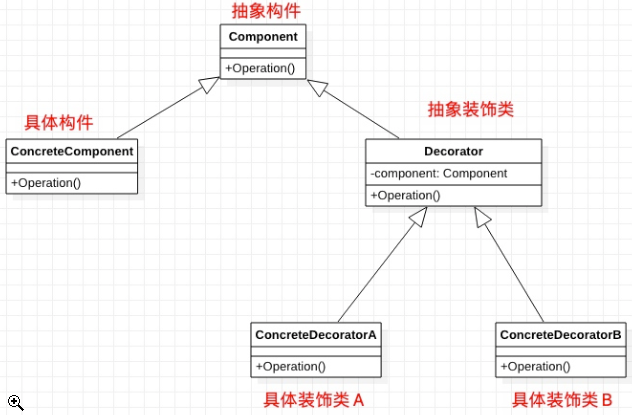 抽象构件
Component
+Operation()
具体构件
抽象装饰类
ConcreteComponent
+Operation()
Decorator
-component: Component
+Operation()
ConcreteDecoratorA
+Operation()
ConcreteDecoratorB
+Operation()
具体装饰类 A
具体装饰类 B